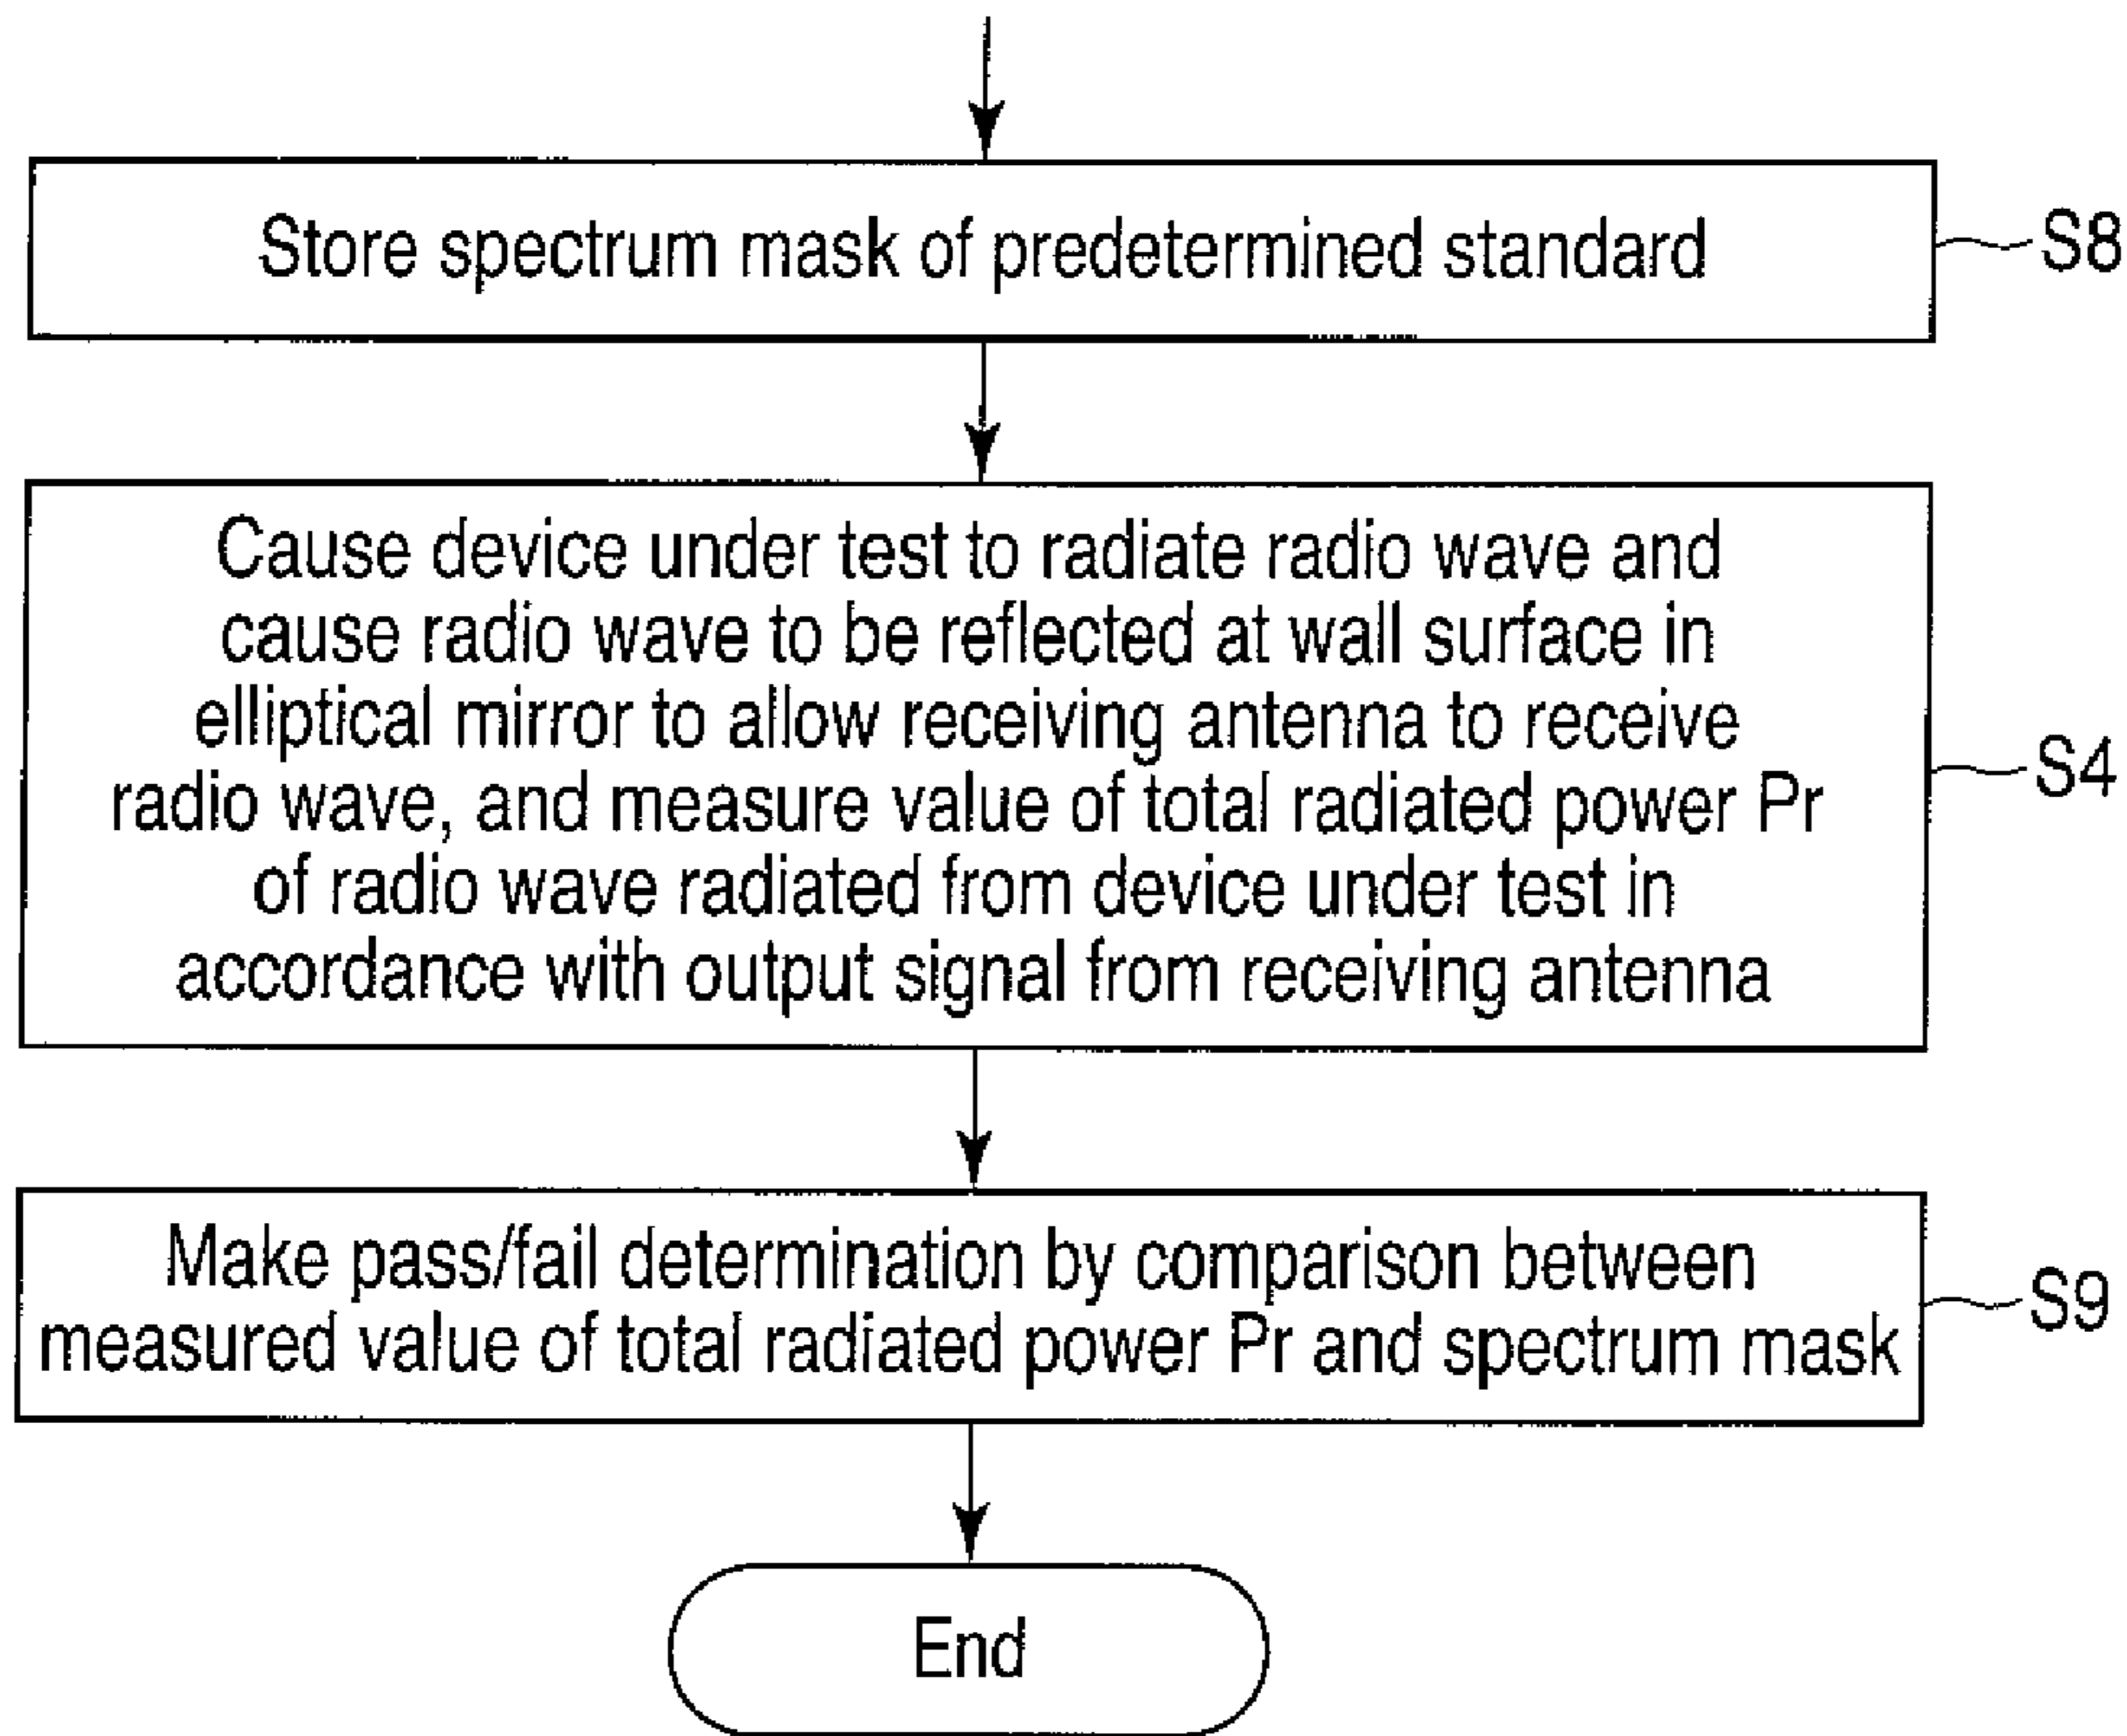 Store spectrum mask of predetermined standard
S8
Cause device under test to radiate radio wave and
cause radio wave to be reflected at wall surface in
elliptical mirror to allow receiving antenna to receive
radio wave, and measure value of total radiated power Pr
of radio wave radiated from device under test in
accordance with output signal from receiving antenna
S4
Make pass/fail determination by comparison between
measured value of total radiated power Pr and spectrum mask
S9
End